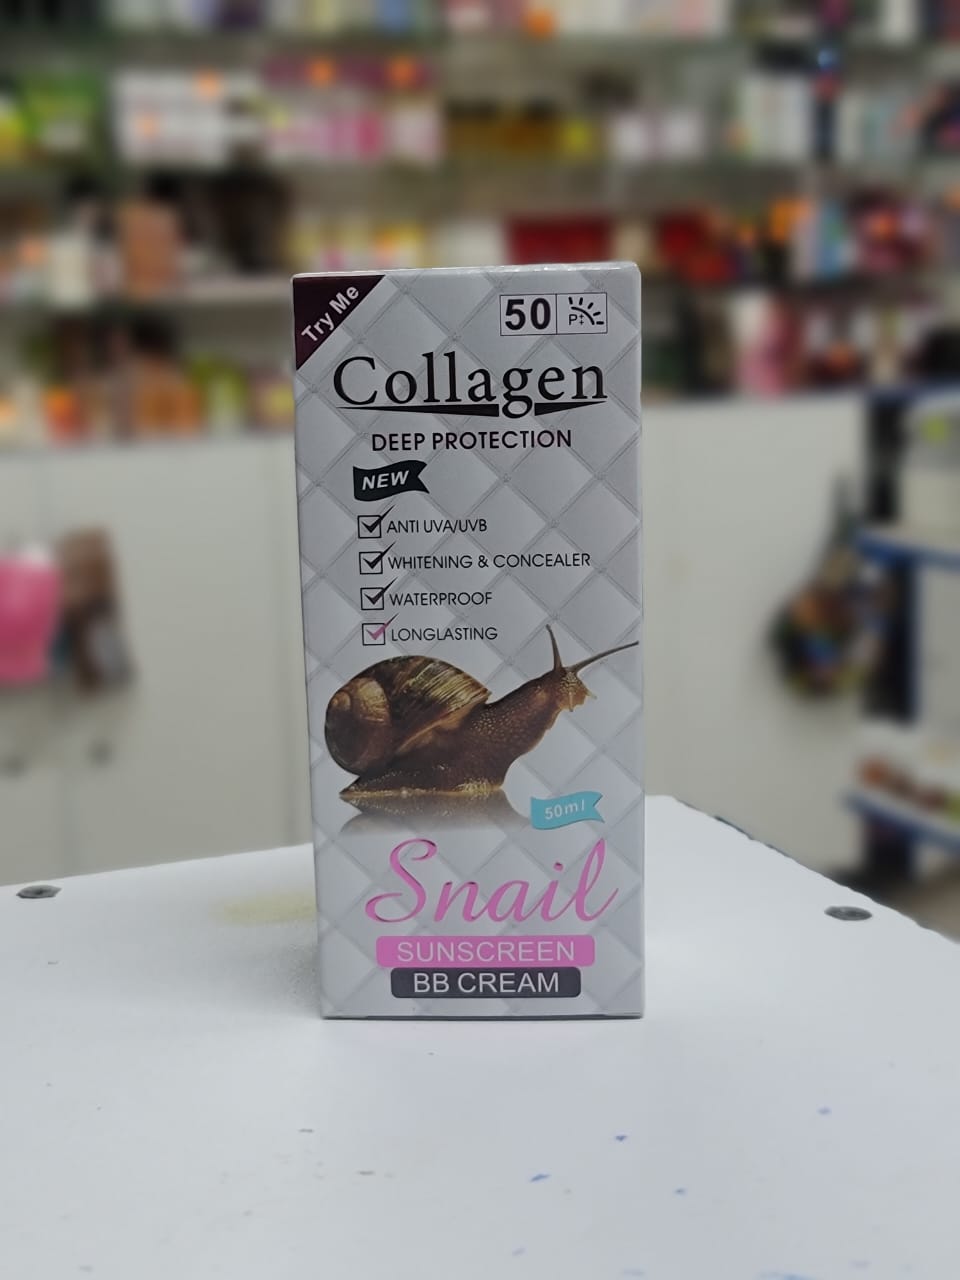 Try Me
50
Collagen
DEEP PROTECTION
NEW
ANTI UVA/UVB
WHITENING & CONCEALER
WATERPROOF
LONGLASTING
50ml
Snail
SUNSCREEN
BB CREAM